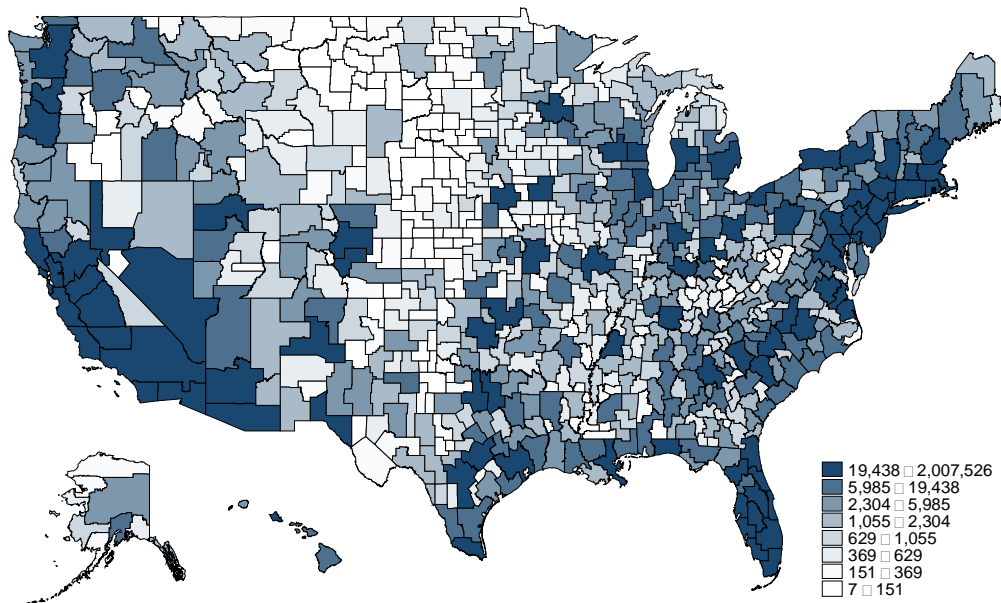 19,438 □ 2,007,526
5,985 □ 19,438
2,304 □ 5,985
1,055 □ 2,304
629 □ 1,055
369 □ 629
151 □ 369
7 □ 151